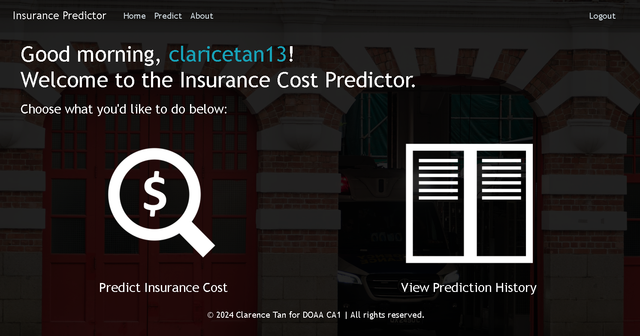 Insurance Predictor Home Predict About Logout
Good morning, claricetan13!
Welcome to the Insurance Cost Predictor.
Choose what you'd like to do below:
$
Predict Insurance Cost View Prediction History
© 2024 Clarence Tan for DOAA CA1 | All rights reserved.